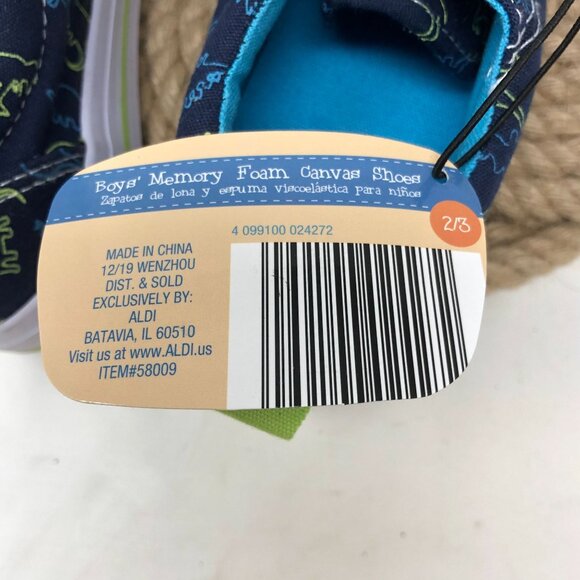 Boys' Memory Foam Canvas Shoes
Zapatos de lona y espuma viscoelástica para niños
2/3
4 099100 024272
MADE IN CHINA
12/19 WENZHOU
DIST. & SOLD
EXCLUSIVELY BY:
ALDI
BATAVIA, IL 60510
Visit us at www.ALDI.us
ITEM#58009